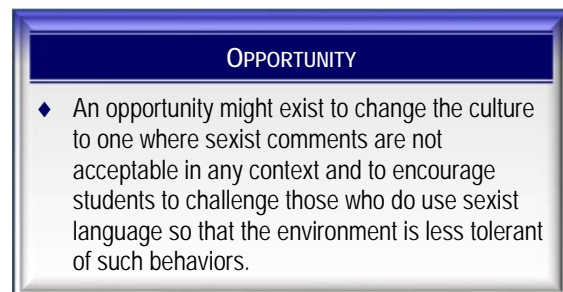 OPPORTUNITY
♦ An opportunity might exist to change the culture
to one where sexist comments are not
acceptable in any context and to encourage
students to challenge those who do use sexist
language so that the environment is less tolerant
of such behaviors.